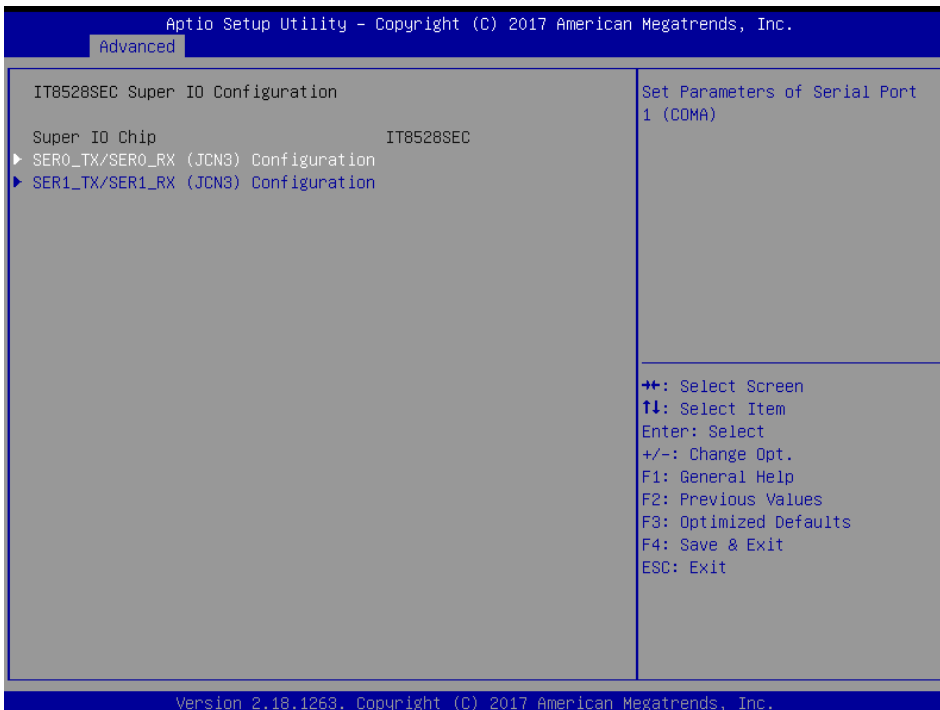 Aptio Setup Utility – Copyright (C) 2017 American Megatrends, Inc.
Advanced
IT8528SEC Super IO Configuration
Super IO Chip IT8528SEC
SER0_TX/SER0_RX (JCN3) Configuration
SER1_TX/SER1_RX (JCN3) Configuration
Set Parameters of Serial Port
1 (COMA)
→←: Select Screen
↑↓: Select Item
Enter: Select
+/-: Change Opt.
F1: General Help
F2: Previous Values
F3: Optimized Defaults
F4: Save & Exit
ESC: Exit
Version 2.18.1263. Copyright (C) 2017 American Megatrends, Inc.